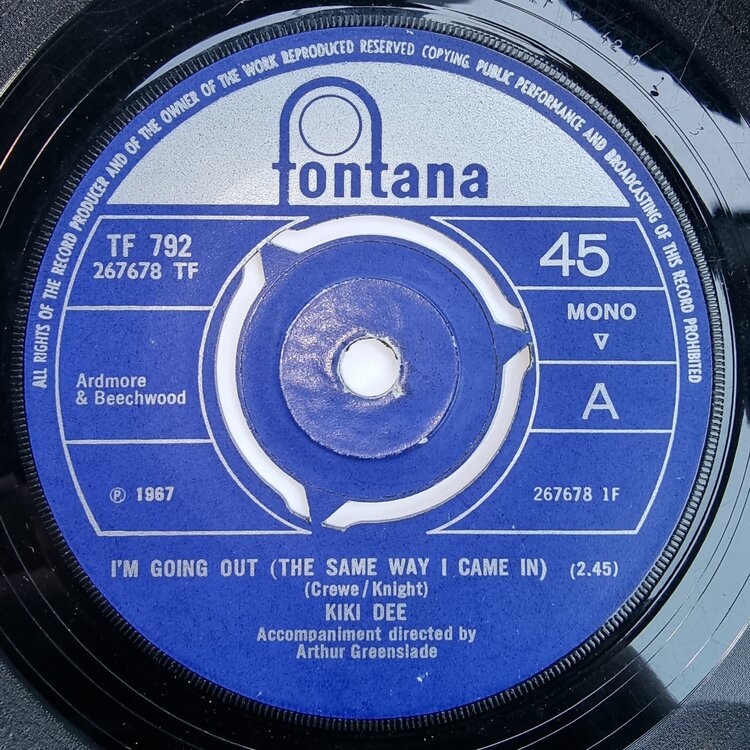 ALL RIGHTS OF THE RECORD PRODUCER AND OF THE OWNER OF THE WORK REPRODUCED RESERVED COPYING, PUBLIC PERFORMANCE AND BROADCASTING OF THIS RECORD PROHIBITED
fontana
TF 792
267678 TF
45
MONO
∇
A
Ardmore
& Beechwood
℗ 1967
267678 1F
I'M GOING OUT (THE SAME WAY I CAME IN) (2.45)
(Crewe/Knight)
KIKI DEE
Accompaniment directed by
Arthur Greenslade